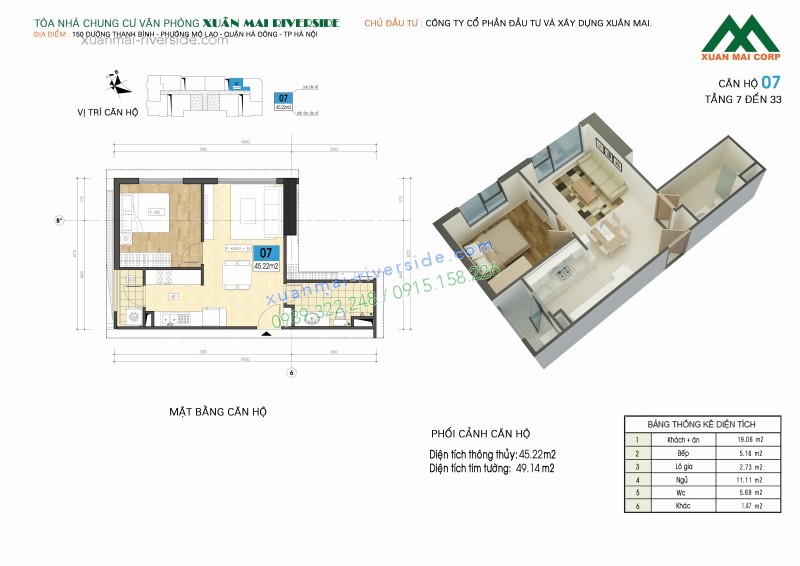 TÒA NHÀ CHUNG CƯ VĂN PHÒNG XUÂN MAI RIVERSIDE
CHỦ ĐẦU TƯ : CÔNG TY CỔ PHẦN ĐẦU TƯ VÀ XÂY DỰNG XUÂN MAI.
ĐỊA ĐIỂM : 150 ĐƯỜNG THANH BÌNH - PHƯỜNG MỘ LAO - QUẬN HÀ ĐÔNG - TP HÀ NỘI
xuanmai-riverside.com
XUAN MAI CORP
CĂN HỘ 07
TẦNG 7 ĐẾN 33
VỊ TRÍ CĂN HỘ
07
45.22m2
P. NGỦ
P. KHÁCH + ĂN
07
45.22m2
xuanmai-riverside.com
0989.322.248 / 0915.158.226
6
MẶT BẰNG CĂN HỘ
PHỐI CẢNH CĂN HỘ
Diện tích thông thủy: 45.22m2
Diện tích tim tường: 49.14 m2
BẢNG THỐNG KÊ DIỆN TÍCH
1 Khách + ăn 19.06 m2
2 Bếp 5.16 m2
3 Lô gia 2.73 m2
4 Ngủ 11.11 m2
5 Wc 5.69 m2
6 Khác 1.47 m2